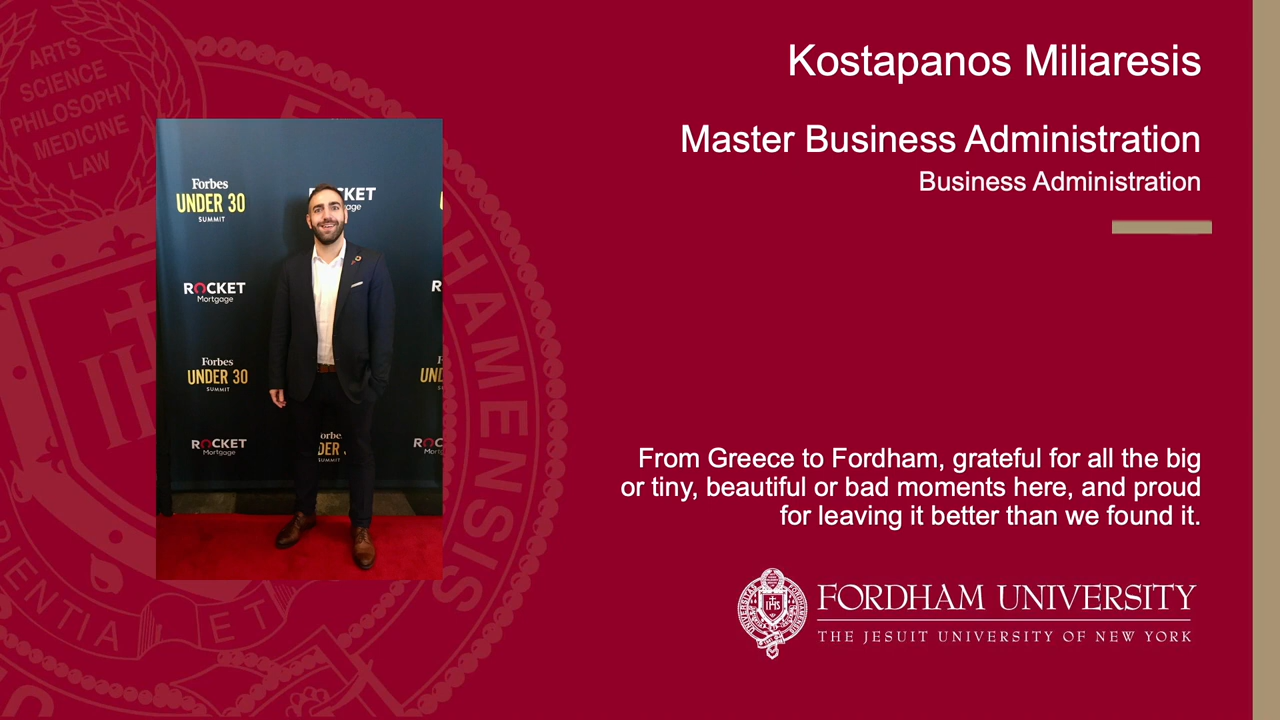 Kostapanos Miliaresis
Master Business Administration
Business Administration
From Greece to Fordham, grateful for all the big
or tiny, beautiful or bad moments here, and proud
for leaving it better than we found it.
FORDHAM UNIVERSITY
THE JESUIT UNIVERSITY OF NEW YORK
ARTS
SCIENCE
PHILOSOPHY
MEDICINE
LAW
Forbes
UNDER 30
SUMMIT
ROCKET
Mortgage
Forbes
UNDER 30
SUMMIT
ROCKET
Mortgage
HAMENSIS
ET
IHS